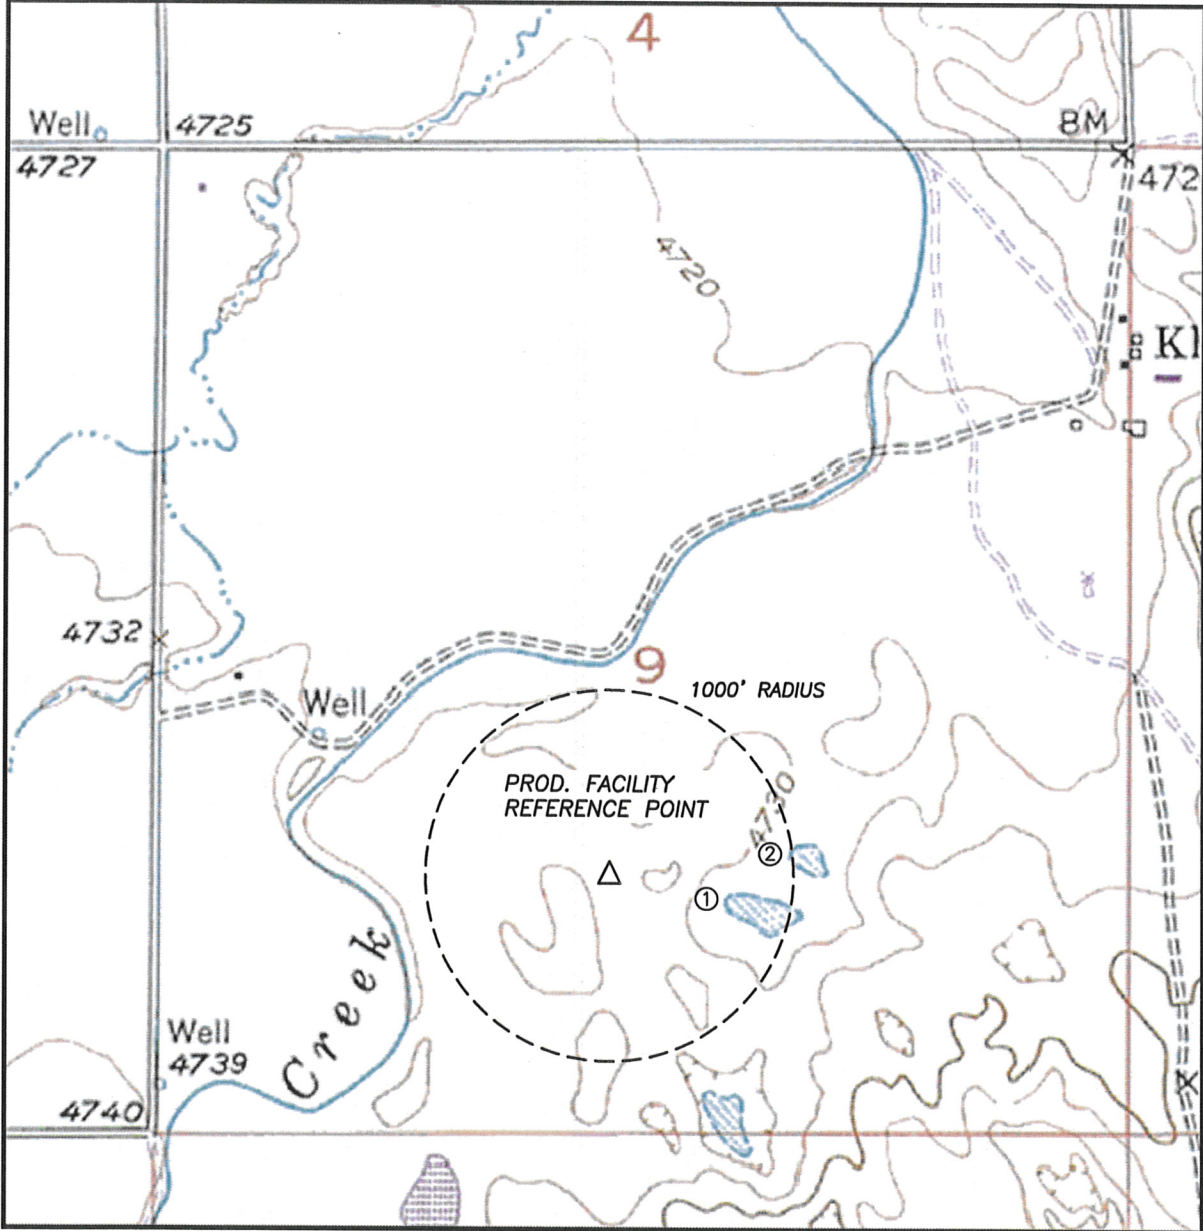 4
Well
4725
BM
4727
472
4720
Kl
4732
9
1000' RADIUS
Well
PROD. FACILITY
REFERENCE POINT
4730
②
①
Creek
Well
4739
4740